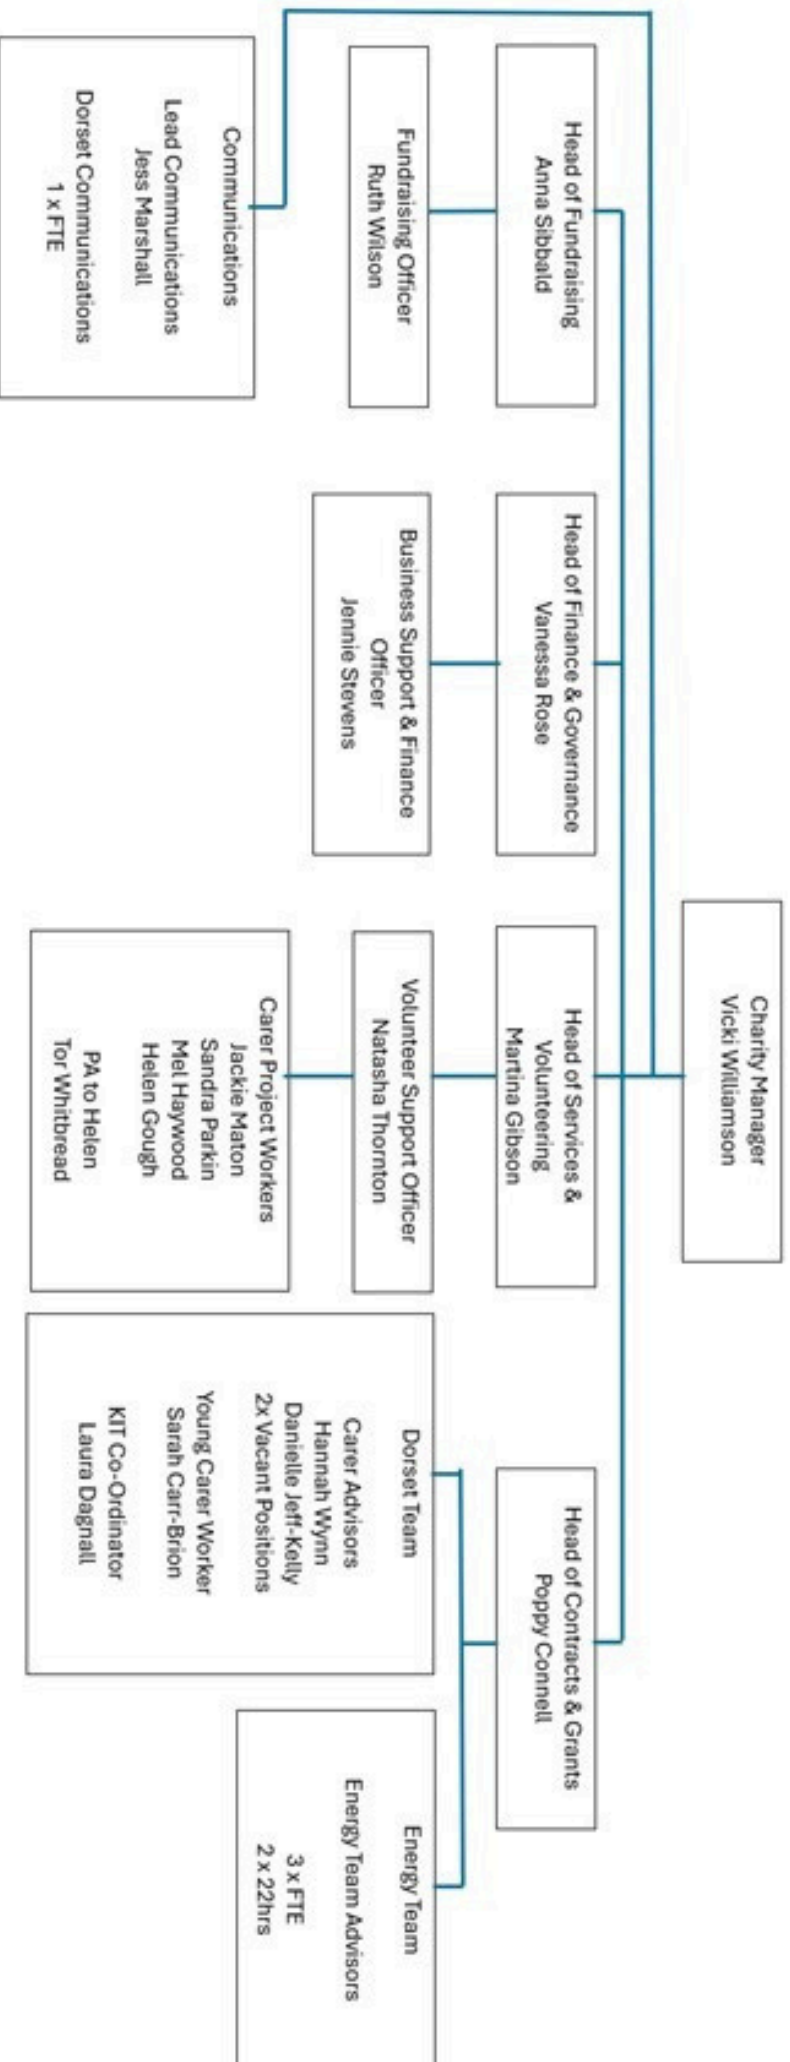 Charity Manager
Vicki Williamson
Head of Fundraising
Anna Sibbald
Head of Finance & Governance
Vanessa Rose
Head of Services &
Volunteering
Martina Gibson
Head of Contracts & Grants
Poppy Connell
Fundraising Officer
Ruth Wilson
Business Support & Finance
Officer
Jennie Stevens
Volunteer Support Officer
Natasha Thornton
Dorset Team
Carer Advisors
Hannah Wynn
Danielle Jeff-Kelly
2x Vacant Positions
Young Carer Worker
Sarah Carr-Brion
KIT Co-Ordinator
Laura Dagnall
Energy Team
Energy Team Advisors
3 x FTE
2 x 22hrs
Communications
Lead Communications
Jess Marshall
Dorset Communications
1 x FTE
Carer Project Workers
Jackie Maton
Sandra Parkin
Mel Haywood
Helen Gough
PA to Helen
Tor Whitbread